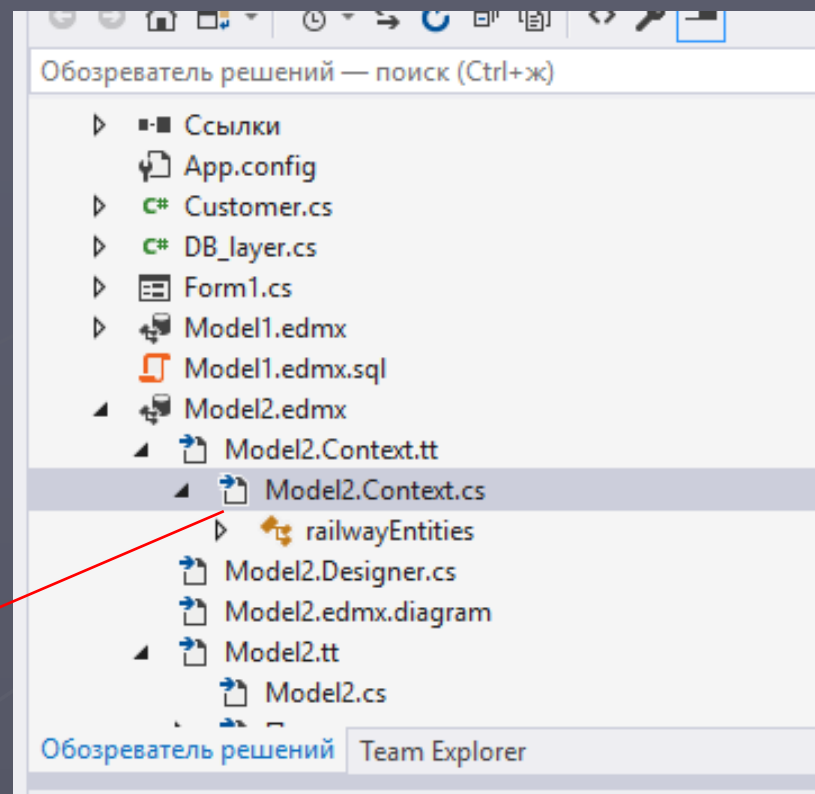 Обозреватель решений — поиск (Ctrl+ж)
Ссылки
App.config
C# Customer.cs
C# DB_layer.cs
Form1.cs
Model1.edmx
Model1.edmx.sql
Model2.edmx
Model2.Context.tt
Model2.Context.cs
railwayEntities
Model2.Designer.cs
Model2.edmx.diagram
Model2.tt
Model2.cs
Обозреватель решений Team Explorer